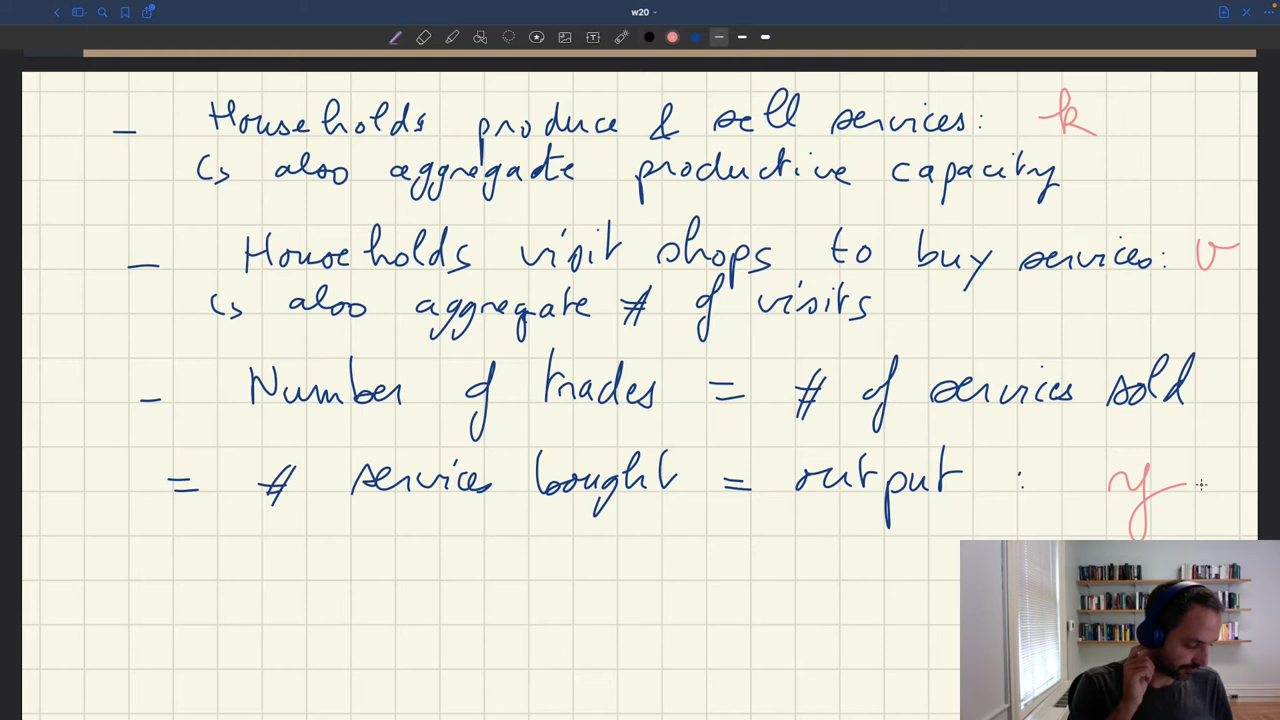 w20
- Households produce & sell services: k
↳ also aggregate productive capacity
- Households visit shops to buy services: v
↳ also aggregate # of visits
- Number of trades = # of services sold
= # services bought = output : y